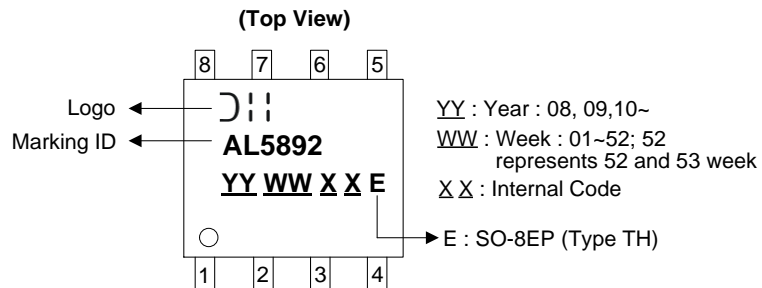 (Top View)
8 7 6 5
Logo
Marking ID
AL5892
YY WW X X E
YY : Year : 08, 09,10~
WW : Week : 01~52; 52
represents 52 and 53 week
X X : Internal Code
E : SO-8EP (Type TH)
1 2 3 4